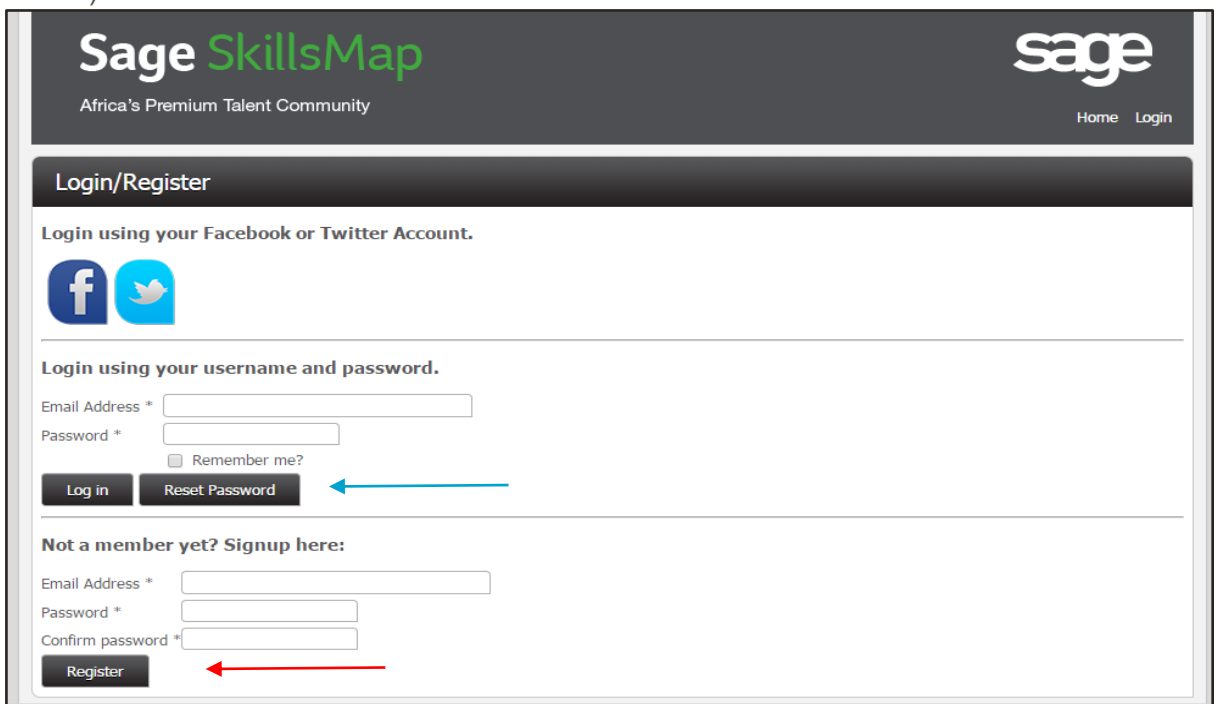 Sage SkillsMap
sage
Africa's Premium Talent Community
Home Login
Login/Register
Login using your Facebook or Twitter Account.
f
Login using your username and password.
Email Address *
Password *
Remember me?
Log in Reset Password
Not a member yet? Signup here:
Email Address *
Password *
Confirm password *
Register